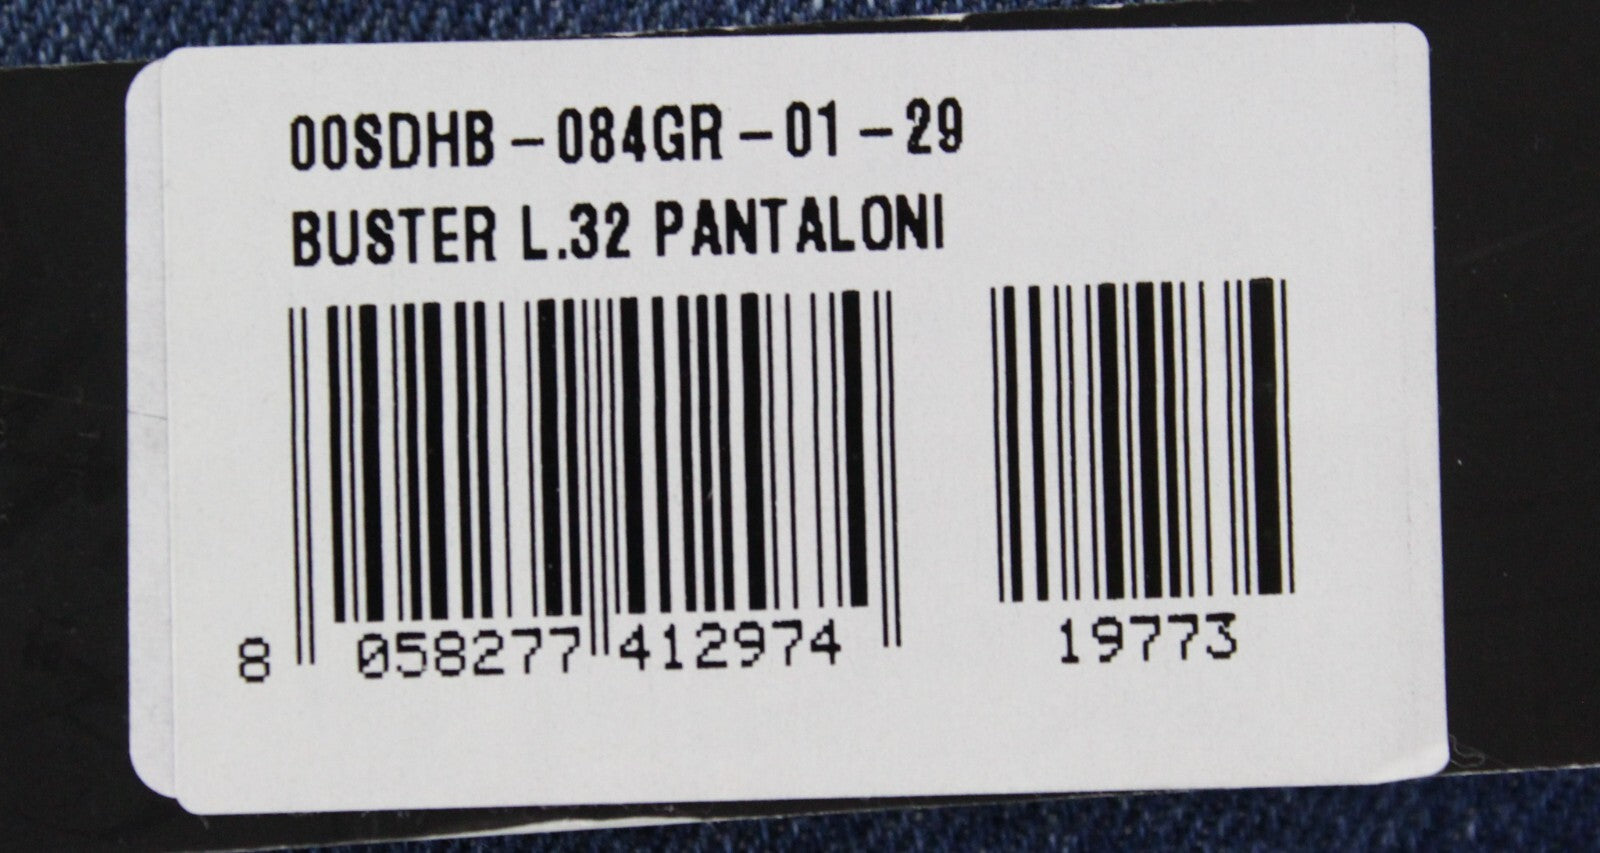 00SDHB-084GR-01-29
BUSTER L.32 PANTALONI
8 058277 412974 19773